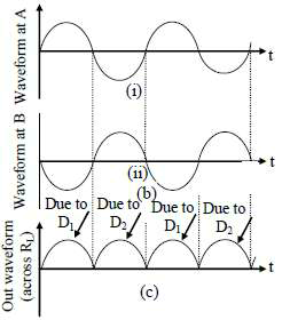 Waveform at A
t
(i)
Waveform at B
t
(ii)
(b)
Due to D₁
Due to D₂
Due to D₁
Due to D₂
Out waveform
(across R_L)
t
(c)